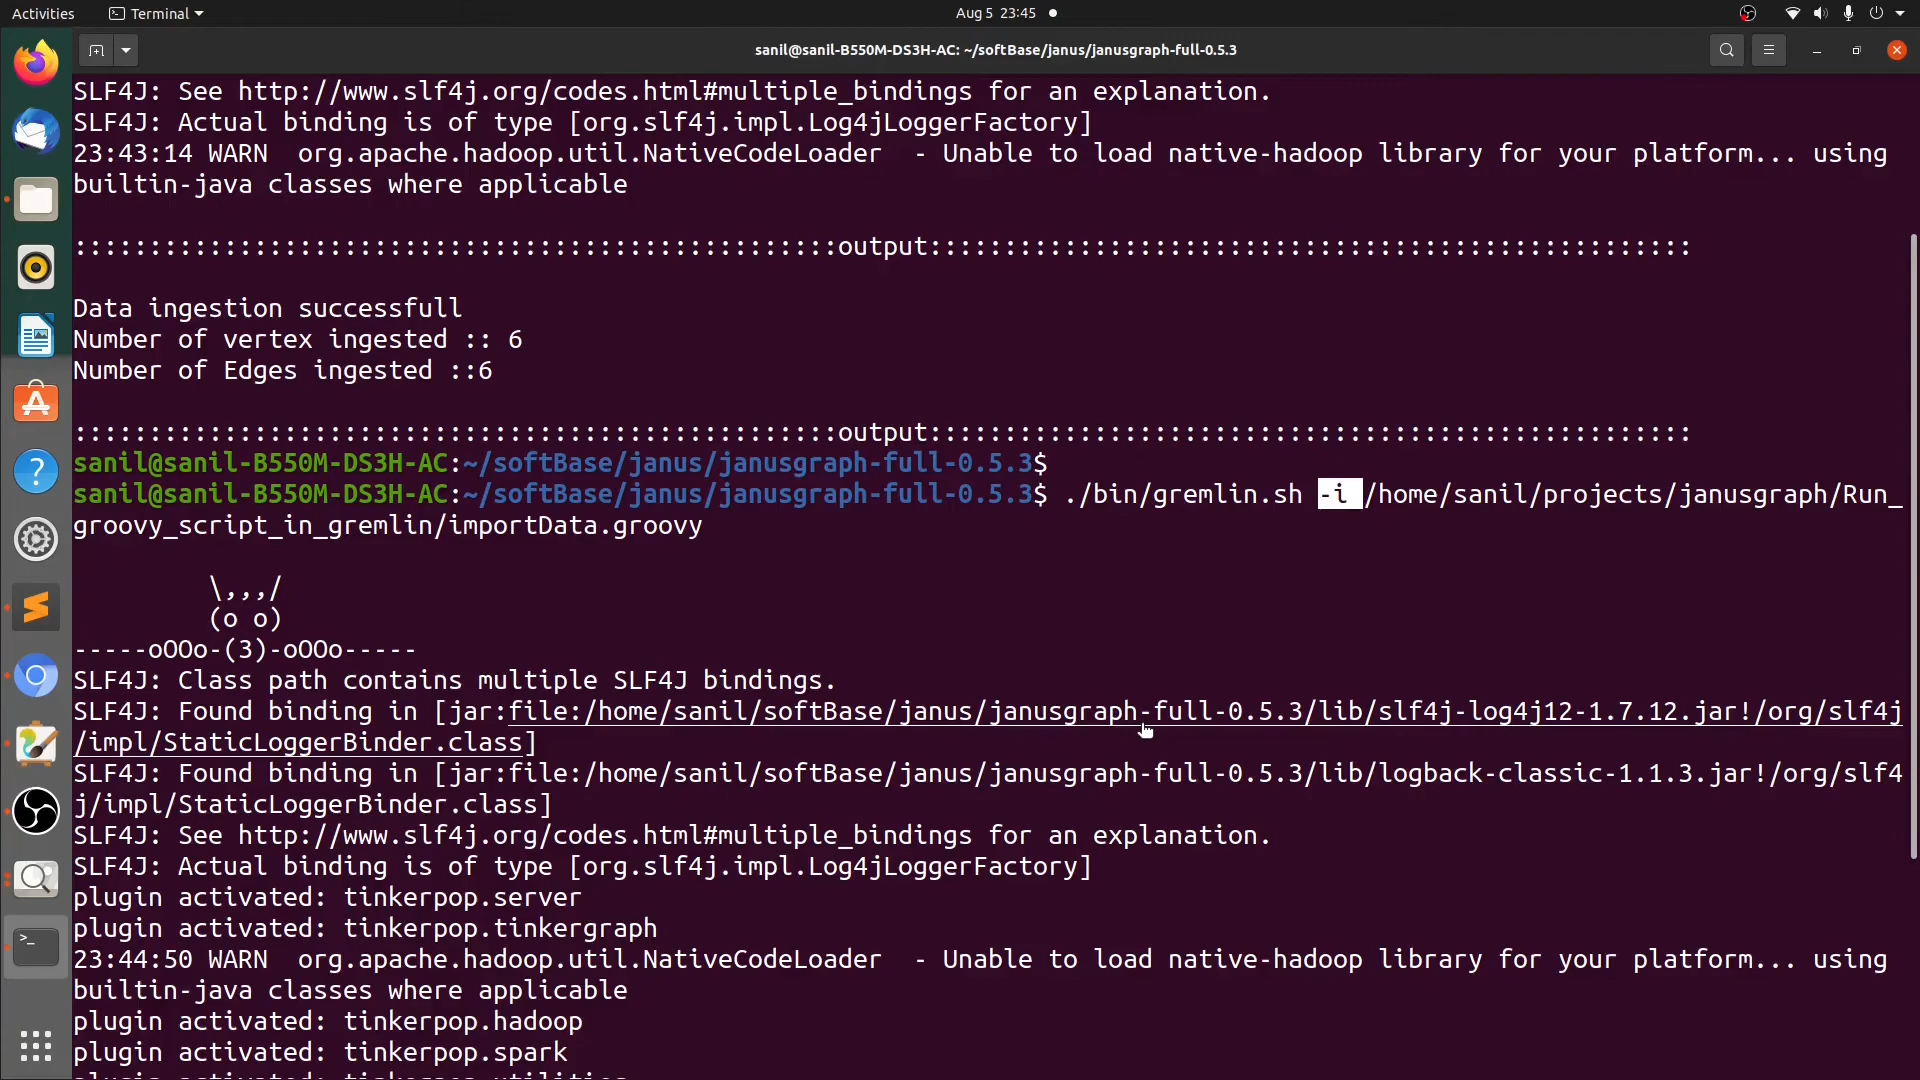 Activities
Terminal
Aug 5 23:45
sanil@sanil-B550M-DS3H-AC: ~/softBase/janus/janusgraph-full-0.5.3
SLF4J: See http://www.slf4j.org/codes.html#multiple_bindings for an explanation.
SLF4J: Actual binding is of type [org.slf4j.impl.Log4jLoggerFactory]
23:43:14 WARN  org.apache.hadoop.util.NativeCodeLoader  - Unable to load native-hadoop library for your platform... using
builtin-java classes where applicable
:::::::::::::::::::::::::::::::::::::::::::::::::::output:::::::::::::::::::::::::::::::::::::::::::::::::::
Data ingestion successfull
Number of vertex ingested :: 6
Number of Edges ingested ::6
:::::::::::::::::::::::::::::::::::::::::::::::::::output:::::::::::::::::::::::::::::::::::::::::::::::::::
sanil@sanil-B550M-DS3H-AC:~/softBase/janus/janusgraph-full-0.5.3$
sanil@sanil-B550M-DS3H-AC:~/softBase/janus/janusgraph-full-0.5.3$ ./bin/gremlin.sh -i /home/sanil/projects/janusgraph/Run_
groovy_script_in_gremlin/importData.groovy
\,,,/
(o o)
-----oOOo-(3)-oOOo-----
SLF4J: Class path contains multiple SLF4J bindings.
SLF4J: Found binding in [jar:file:/home/sanil/softBase/janus/janusgraph-full-0.5.3/lib/slf4j-log4j12-1.7.12.jar!/org/slf4j
/impl/StaticLoggerBinder.class]
SLF4J: Found binding in [jar:file:/home/sanil/softBase/janus/janusgraph-full-0.5.3/lib/logback-classic-1.1.3.jar!/org/slf4
j/impl/StaticLoggerBinder.class]
SLF4J: See http://www.slf4j.org/codes.html#multiple_bindings for an explanation.
SLF4J: Actual binding is of type [org.slf4j.impl.Log4jLoggerFactory]
plugin activated: tinkerpop.server
plugin activated: tinkerpop.tinkergraph
23:44:50 WARN  org.apache.hadoop.util.NativeCodeLoader  - Unable to load native-hadoop library for your platform... using
builtin-java classes where applicable
plugin activated: tinkerpop.hadoop
plugin activated: tinkerpop.spark